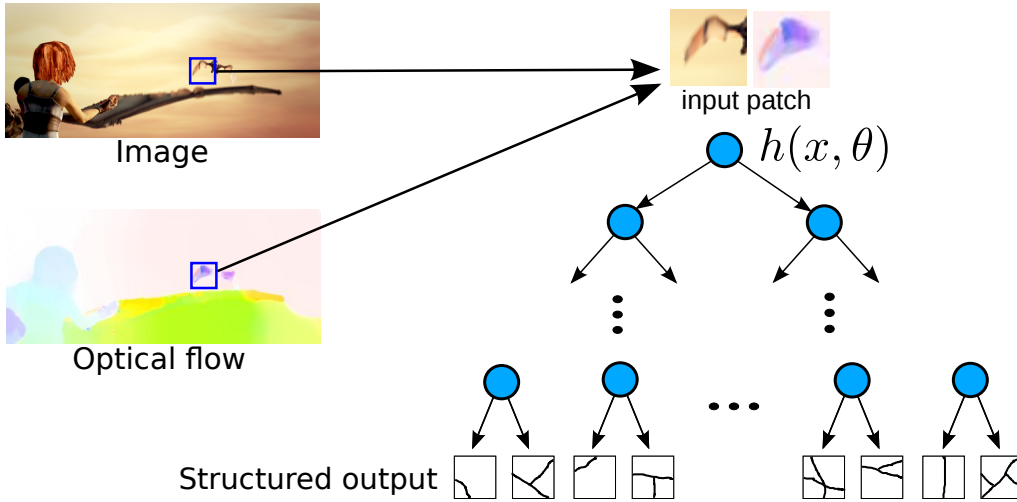 Image
input patch
h(x, θ)
Optical flow
Structured output